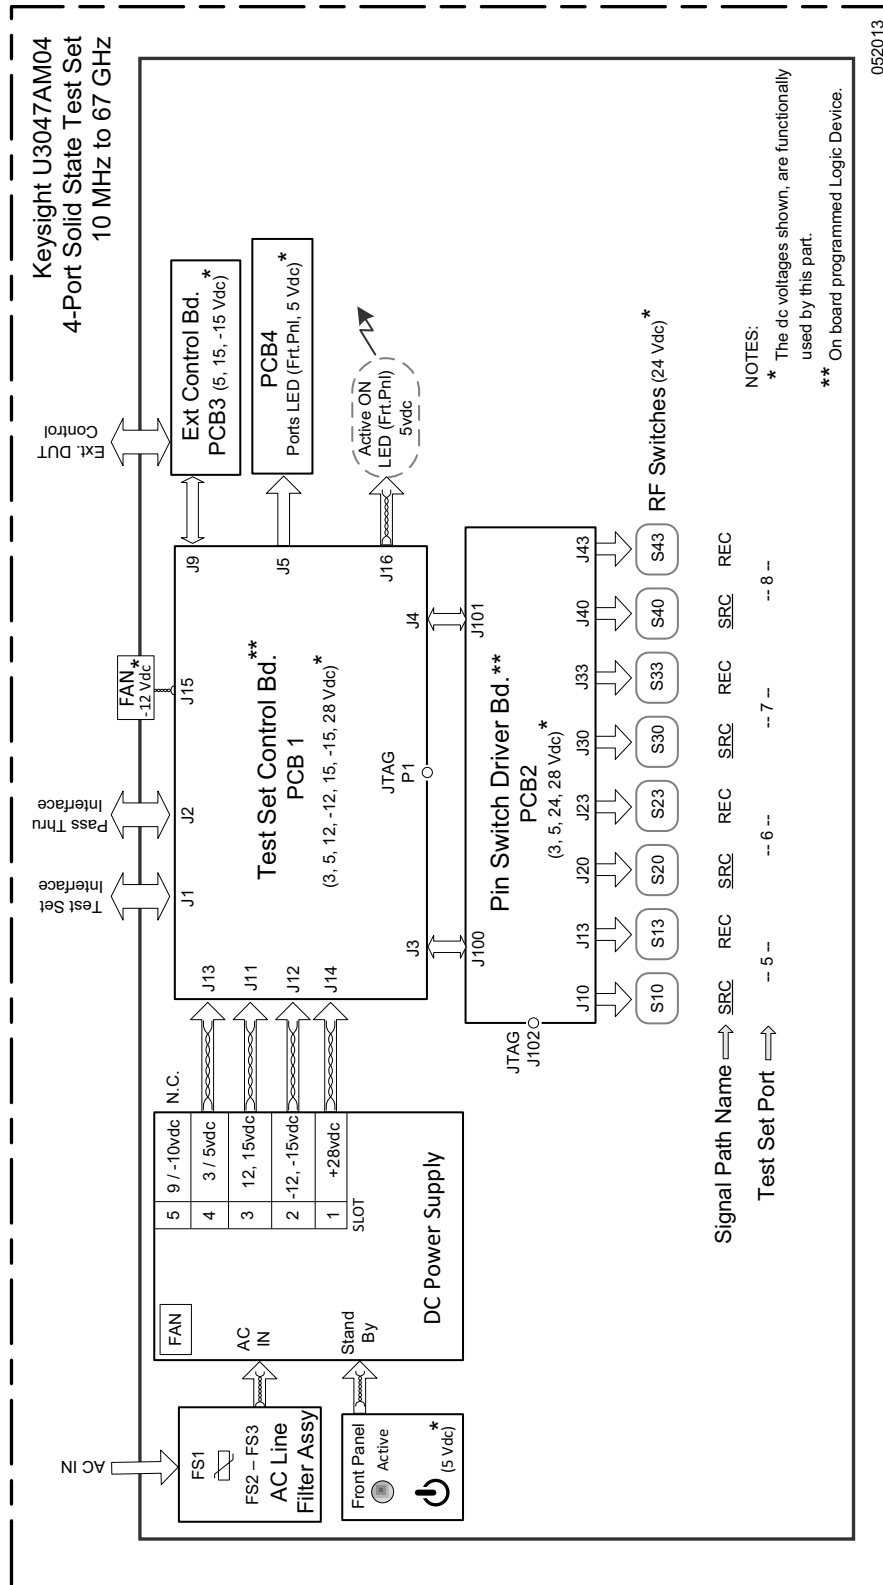 Keysight U3047AM04
4-Port Solid State Test Set
10 MHz to 67 GHz
AC IN
Test Set
Interface
Pass Thru
Interface
Ext. DUT
Control
FAN*
-12 Vdc
FS1
FS2 – FS3
AC Line
Filter Assy
Front Panel
Active
*
(5 Vdc)
FAN
AC
IN
Stand
By
DC Power Supply
5 9 / -10vdc N.C.
4 3 / 5vdc
3 12, 15vdc
2 -12, -15vdc
1 +28vdc
SLOT
J13
J11
J12
J14
J1
J2
J15
J9
J5
J16
Test Set Control Bd.**
PCB 1
(3, 5, 12, -12, 15, -15, 28 Vdc)*
JTAG
P1
J3
J4
Ext Control Bd.
PCB3 (5, 15, -15 Vdc)*
PCB4
Ports LED (Frt.Pnl, 5 Vdc)*
Active ON
LED (Frt.Pnl)
5vdc
JTAG
J102
J100
J101
Pin Switch Driver Bd.**
PCB2
(3, 5, 24, 28 Vdc)*
J10 J13 J20 J23 J30 J33 J40 J43
S10 S13 S20 S23 S30 S33 S40 S43 RF Switches (24 Vdc)*
Signal Path Name SRC REC SRC REC SRC REC SRC REC
Test Set Port -- 5 -- -- 6 -- -- 7 -- -- 8 --
NOTES:
* The dc voltages shown, are functionally
used by this part.
** On board programmed Logic Device.
052013